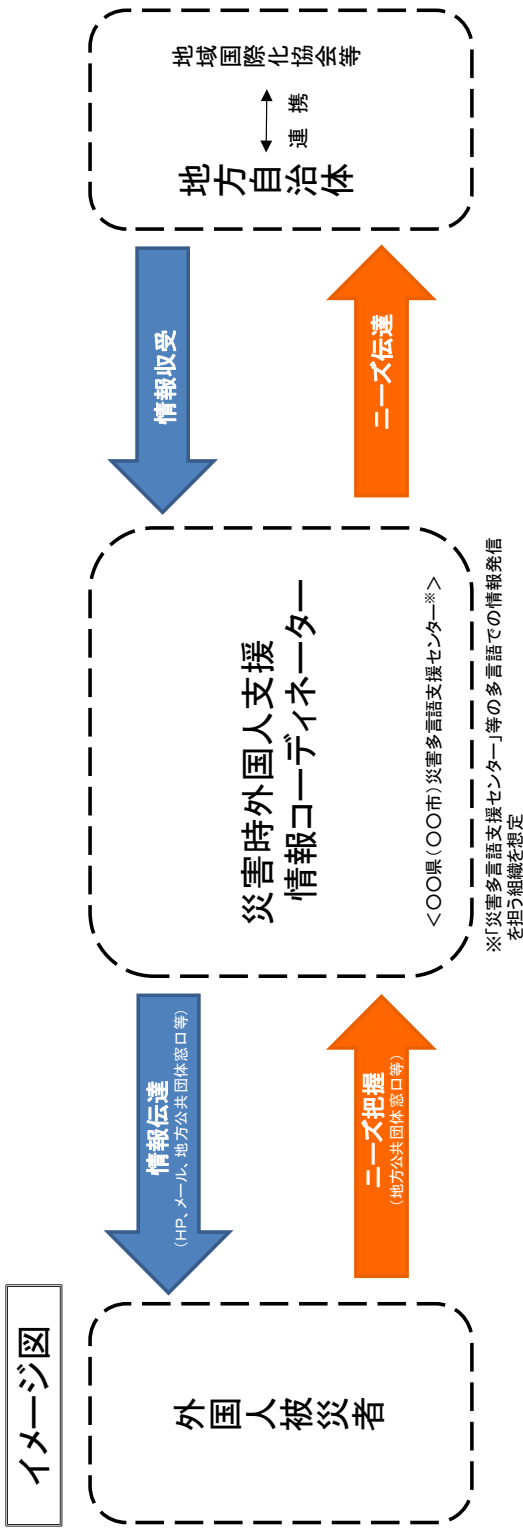 イメージ図
外国人被災者
情報伝達
（HP、メール、地方公共団体窓口等）
ニーズ把握
（地方公共団体窓口等）
災害時外国人支援
情報コーディネーター
＜〇〇県（〇〇市）災害多言語支援センター※＞
※「災害多言語支援センター」等の多言語での情報発信
を担う組織を想定
情報収受
ニーズ伝達
地方自治体
連携
地域国際化協会等